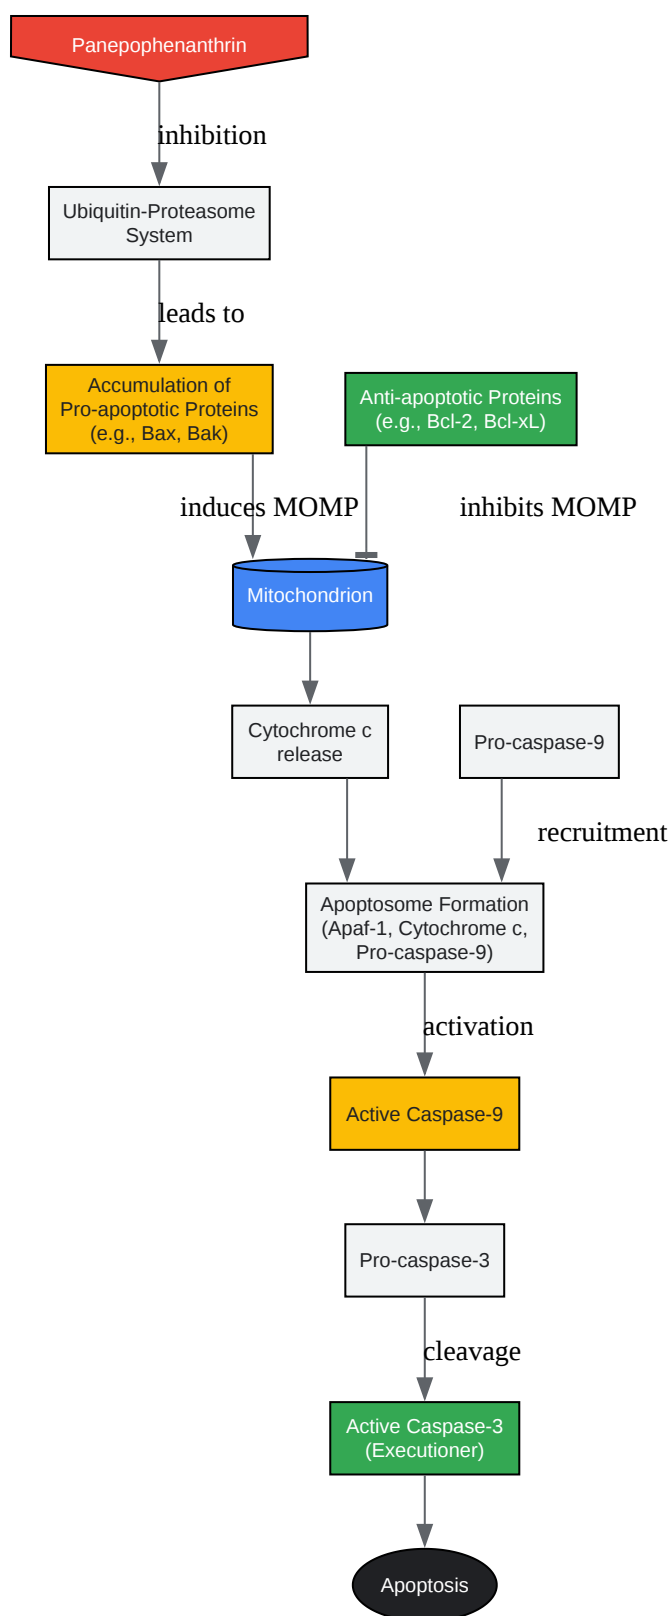 Panepophenanthrin
inhibition
Ubiquitin-Proteasome
System
leads to
Accumulation of
Pro-apoptotic Proteins
(e.g., Bax, Bak)
Anti-apoptotic Proteins
(e.g., Bcl-2, Bcl-xL)
induces MOMP
inhibits MOMP
Mitochondrion
Cytochrome c
release
Pro-caspase-9
recruitment
Apoptosome Formation
(Apaf-1, Cytochrome c,
Pro-caspase-9)
activation
Active Caspase-9
Pro-caspase-3
cleavage
Active Caspase-3
(Executioner)
Apoptosis